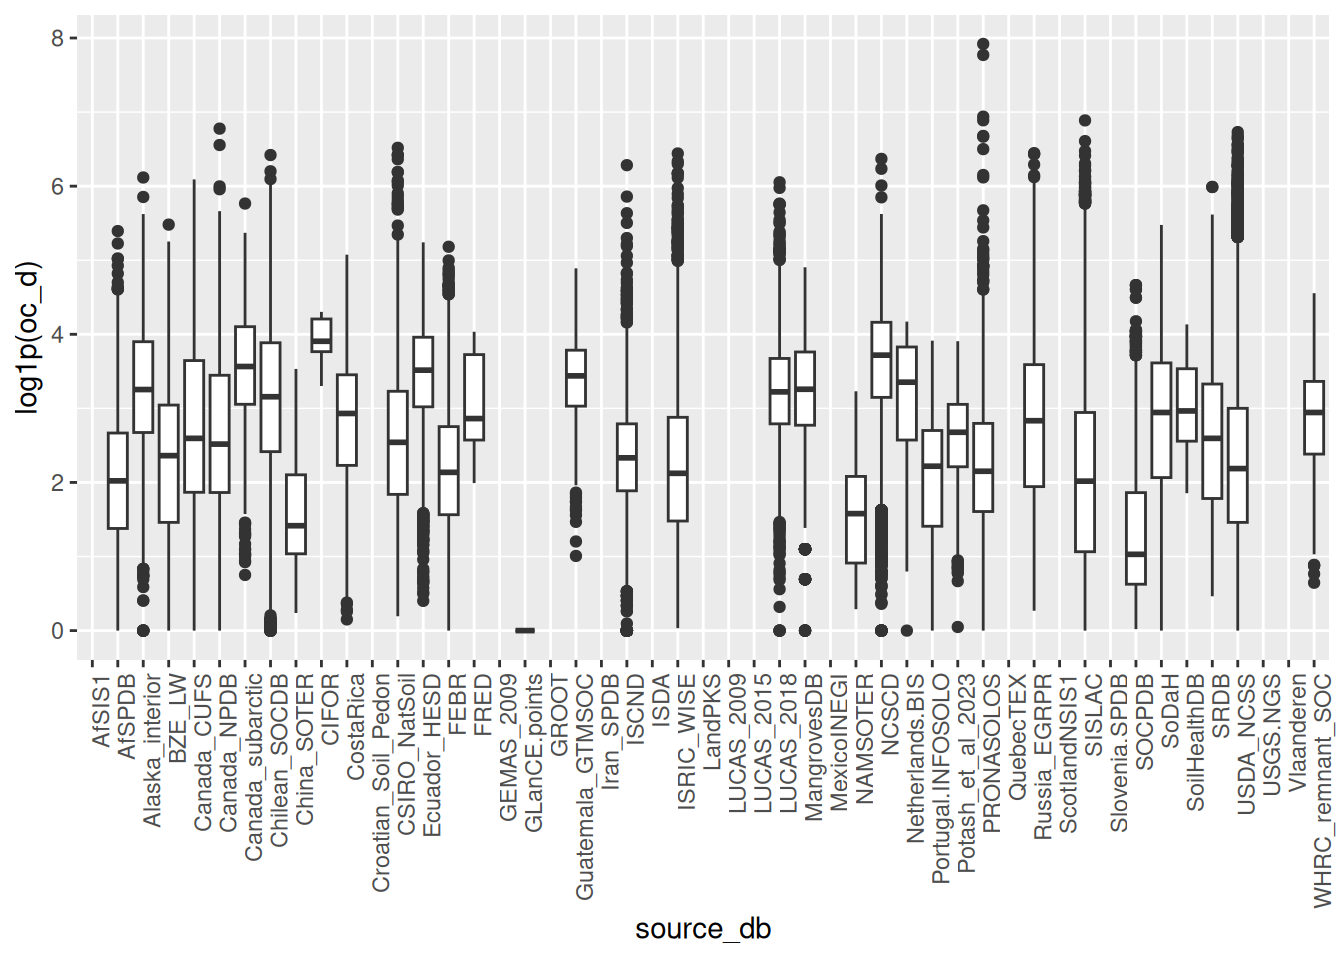 8
6
4
2
0
log1p(oc_d)
AfSIS1
AfSPDB
Alaska_interior
BZE_LW
Canada_CUFS
Canada_NPDB
Canada_subarctic
Chilean_SOCDB
China_SOTER
CIFOR
CostaRica
Croatian_Soil_Pedon
CSIRO_NatSoil
Ecuador_HESD
FEBR
FRED
GEMAS_2009
GLanCE.points
GROOT
Guatemala_GTMSOC
Iran_SPDB
ISCND
ISDA
ISRIC_WISE
LandPKS
LUCAS_2009
LUCAS_2015
LUCAS_2018
MangrovesDB
MexicoINEGI
NAMSOTER
NCSCD
Netherlands.BIS
Portugal.INFOSOLO
Potash_et_al_2023
PRONASOLOS
QuebecTEX
Russia_EGRPR
ScotlandNSIS1
SISLAC
Slovenia.SPDB
SOCPDB
SoDaH
SoilHealthDB
SRDB
USDA_NCSS
USGS.NGS
Vlaanderen
WHRC_remnant_SOC
source_db